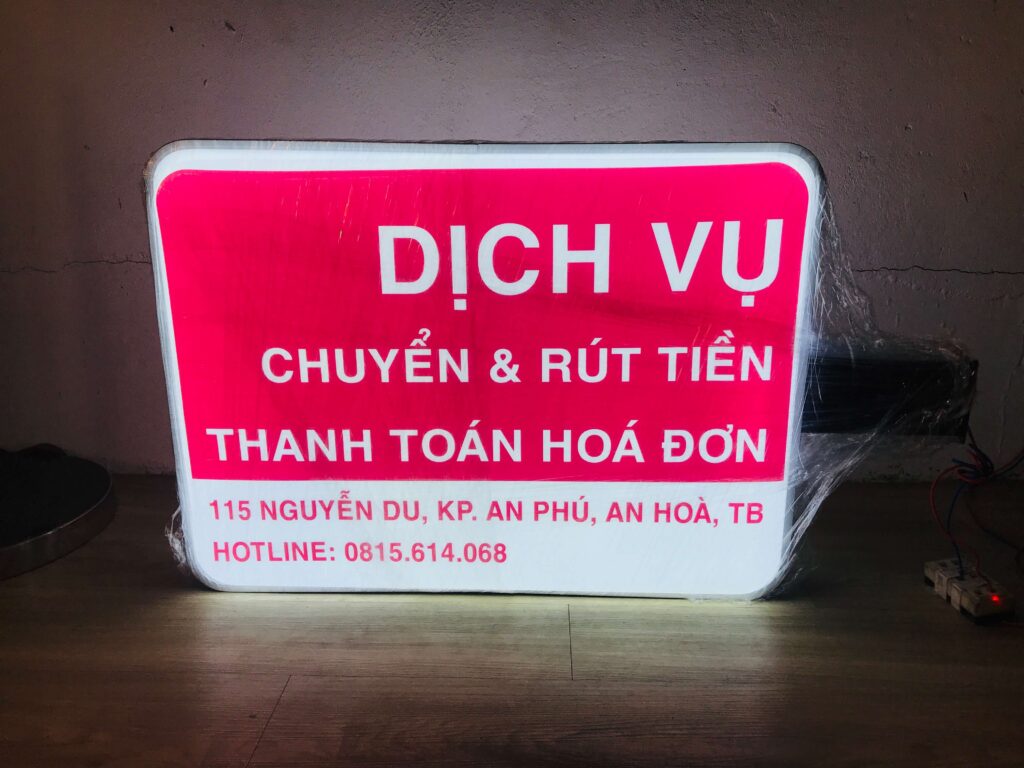 DỊCH VỤ
CHUYỂN & RÚT TIỀN
THANH TOÁN HOÁ ĐƠN
115 NGUYỄN DU, KP. AN PHÚ, AN HOÀ, TB
HOTLINE: 0815.614.068